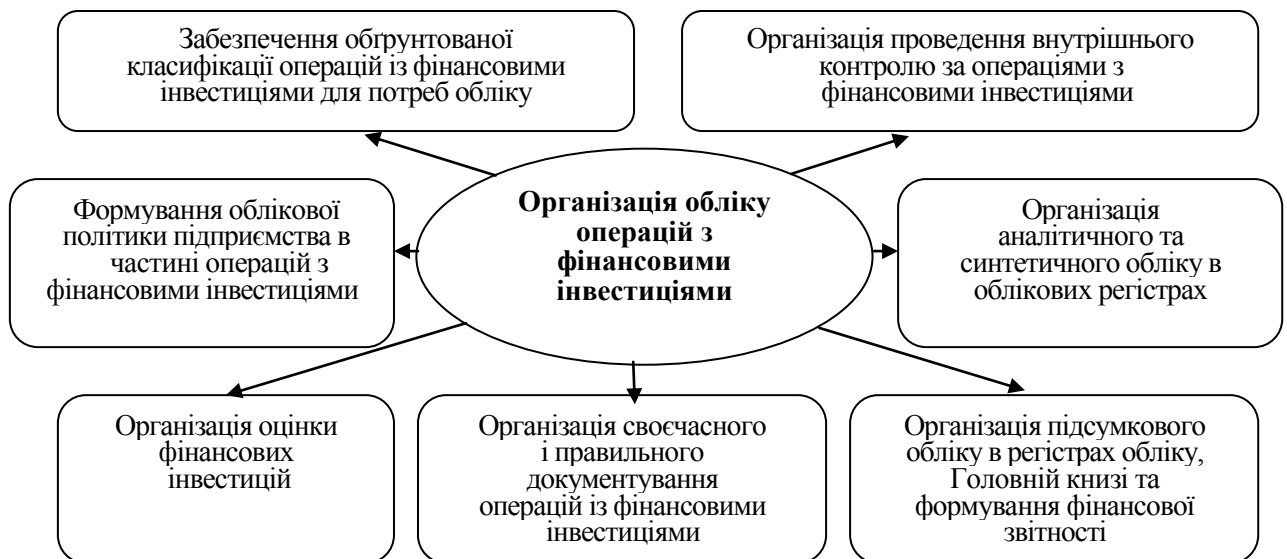 Забезпечення обґрунтованої
класифікації операцій із фінансовими
інвестиціями для потреб обліку
Організація проведення внутрішнього
контролю за операціями з
фінансовими інвестиціями
Формування облікової
політики підприємства в
частині операцій з
фінансовими інвестиціями
Організація обліку
операцій з
фінансовими
інвестиціями
Організація
аналітичного та
синтетичного обліку в
облікових регістрах
Організація оцінки
фінансових
інвестицій
Організація своєчасного
і правильного
документування
операцій із фінансовими
інвестиціями
Організація підсумкового
обліку в регістрах обліку,
Головній книзі та
формування фінансової
звітності